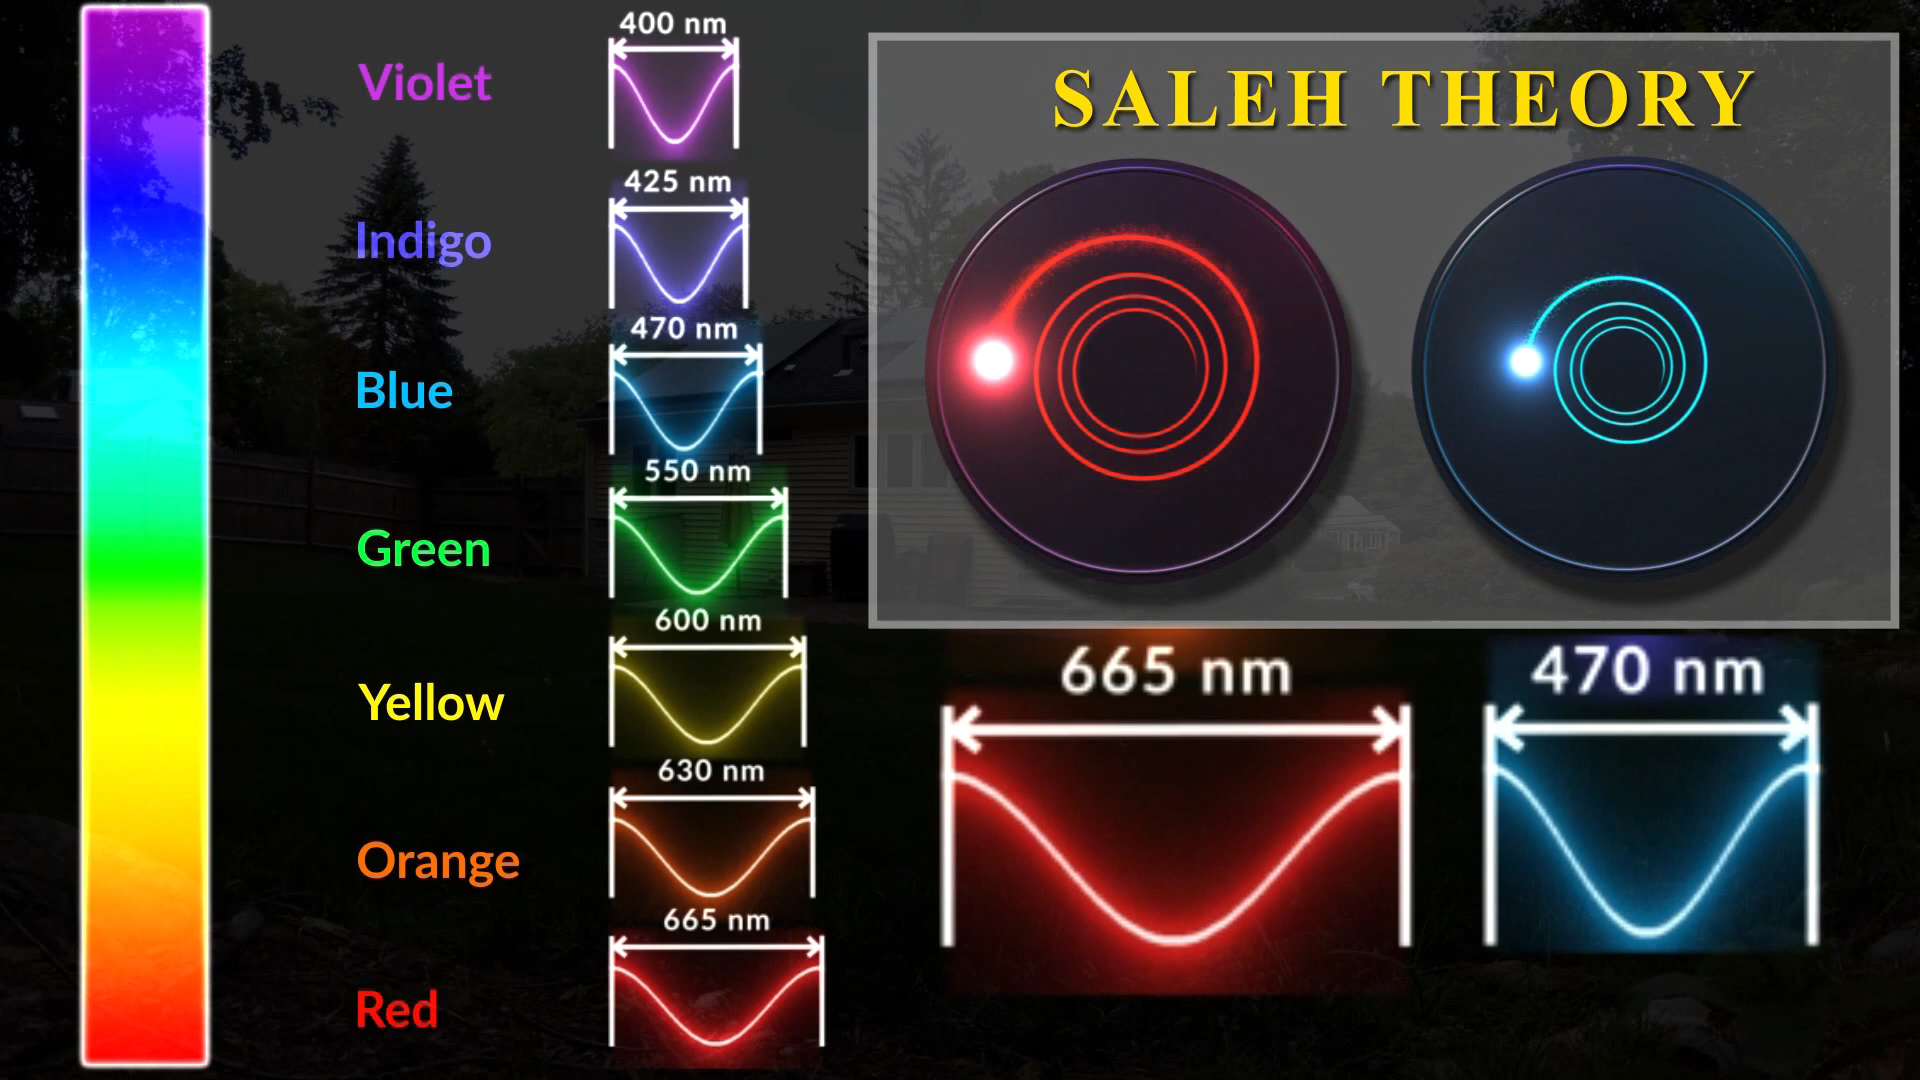 400 nm
Violet
425 nm
Indigo
470 nm
Blue
550 nm
Green
600 nm
Yellow
630 nm
Orange
665 nm
Red
SALEH THEORY
665 nm
470 nm